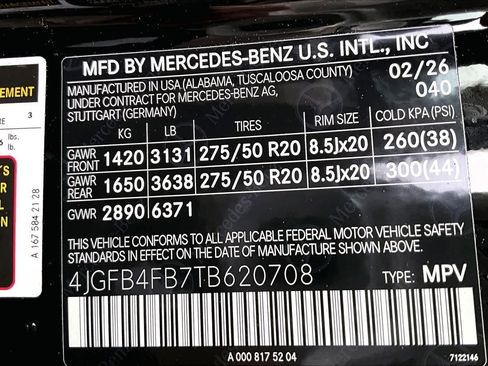 MFD BY MERCEDES-BENZ U.S. INTL., INC
MANUFACTURED IN USA (ALABAMA, TUSCALOOSA COUNTY)
UNDER CONTRACT FOR MERCEDES-BENZ AG,
STUTTGART (GERMANY)
02/26
040
KG LB TIRES RIM SIZE COLD KPA (PSI)
GAWR FRONT 1420 3131 275/50 R20 8.5Jx20 260(38)
GAWR REAR 1650 3638 275/50 R20 8.5Jx20 300(44)
GVWR 2890 6371
THIS VEHICLE CONFORMS TO ALL APPLICABLE FEDERAL MOTOR VEHICLE SAFETY
STANDARDS IN EFFECT ON THE DATE OF MANUFACTURE SHOWN ABOVE.
4JGFB4FB7TB620708 TYPE: MPV
A 000 817 52 04
7122146
EMENT
3
lbs.
lb.
A 167 584 21 28